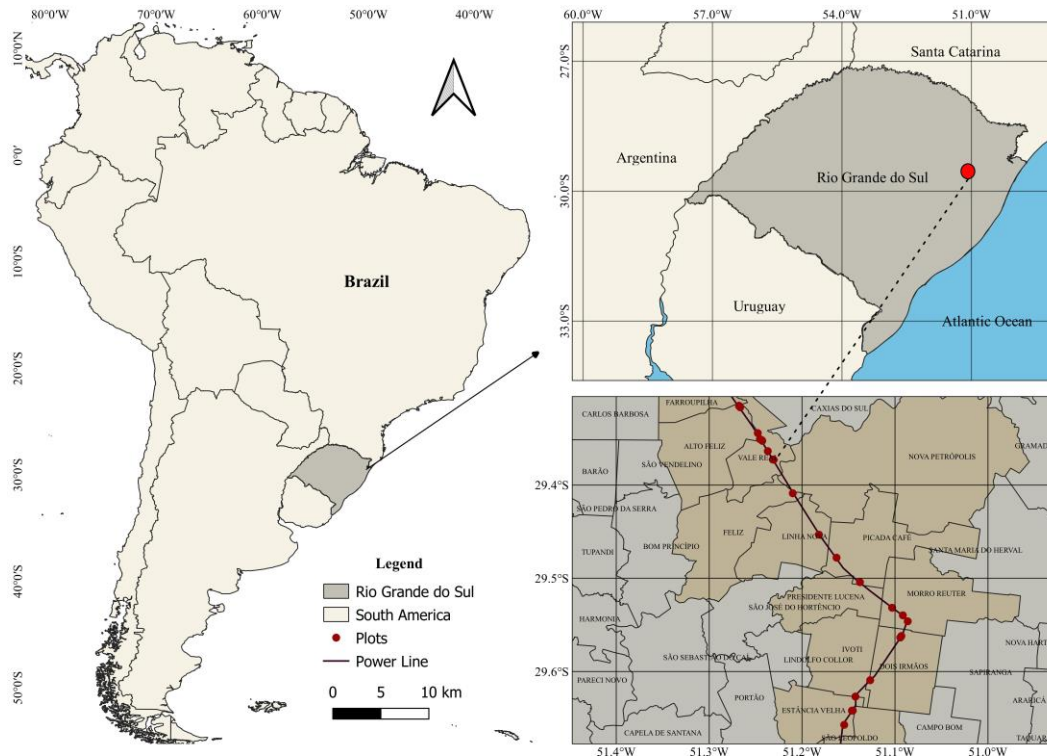 80.0°W
70.0°W
60.0°W
50.0°W
40.0°W
10.0°N
0.0°
10.0°S
20.0°S
30.0°S
40.0°S
50.0°S
Brazil
Legend
Rio Grande do Sul
South America
Plots
Power Line
0 5 10 km
60.0°W
57.0°W
54.0°W
51.0°W
27.0°S
30.0°S
33.0°S
Santa Catarina
Argentina
Rio Grande do Sul
Uruguay
Atlantic Ocean
FARROUPILHA
CARLOS BARBOSA
CAXIAS DO SUL
ALTO FELIZ
GRAMAD
VALE RE
NOVA PETRÓPOLIS
SÃO VENDELINO
BARÃO
29.4°S
SÃO PEDRO DA SERRA
FELIZ
LINHA NOVA
PICADA CAFÉ
BOM PRINCÍPIO
TUPANDI
SANTA MARIA DO HERVAL
29.5°S
PRESIDENTE LUCENA
MORRO REUTER
SÃO JOSÉ DO HORTÊNCIO
HARMONIA
NOVA HART
IVOTI
SÃO SEBASTIÃO DO CAÍ
LINDOLFO COLLOR
DOIS IRMÃOS
29.6°S
SAPIRANGA
PARECI NOVO
PORTÃO
ARARICÁ
ESTÂNCIA VELHA
CAMPO BOM
CAPELA DE SANTANA
SÃO LEOPOLDO
TAQUAR
51.4°W
51.3°W
51.2°W
51.1°W
51.0°W